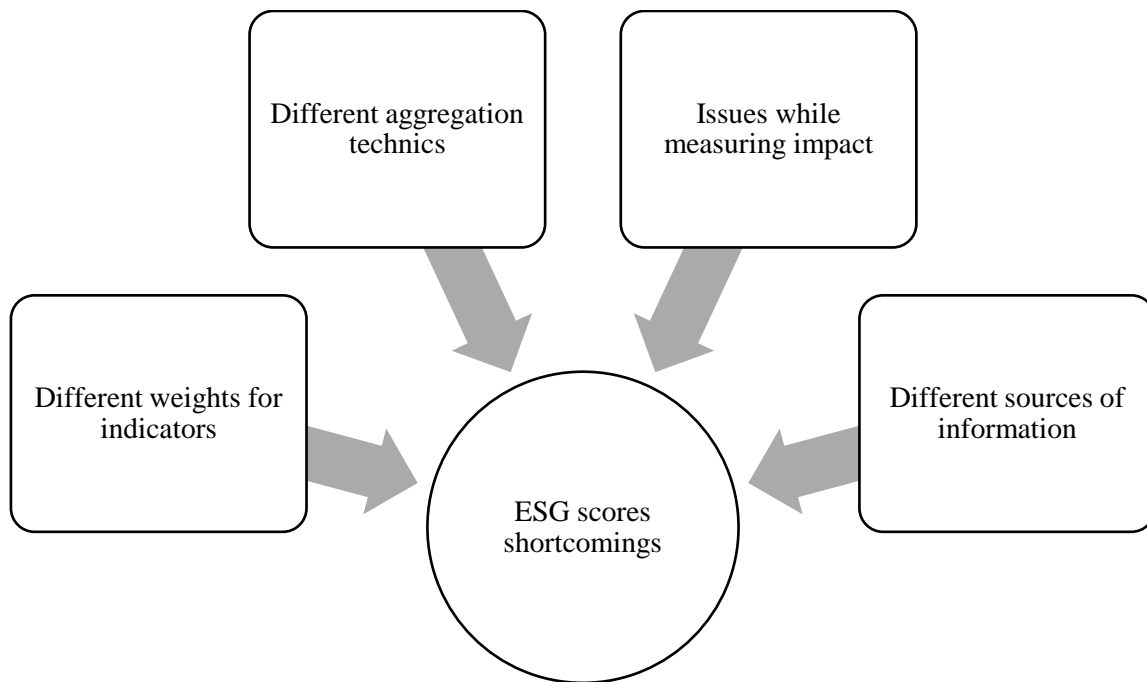 Different aggregation
technics
Issues while
measuring impact
Different weights for
indicators
Different sources of
information
ESG scores
shortcomings